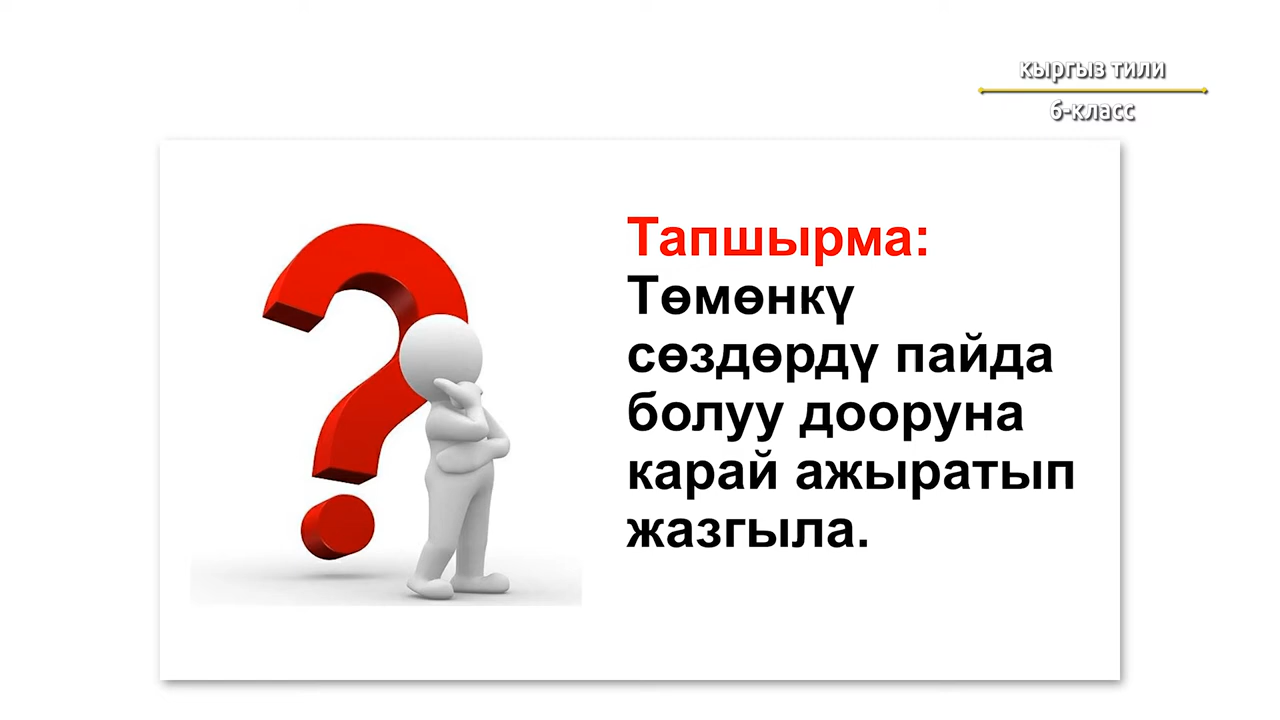 кыргыз тили
6-класс
Тапшырма:
Төмөнкү
сөздөрдү пайда
болуу дооруна
карай ажыратып
жазгыла.